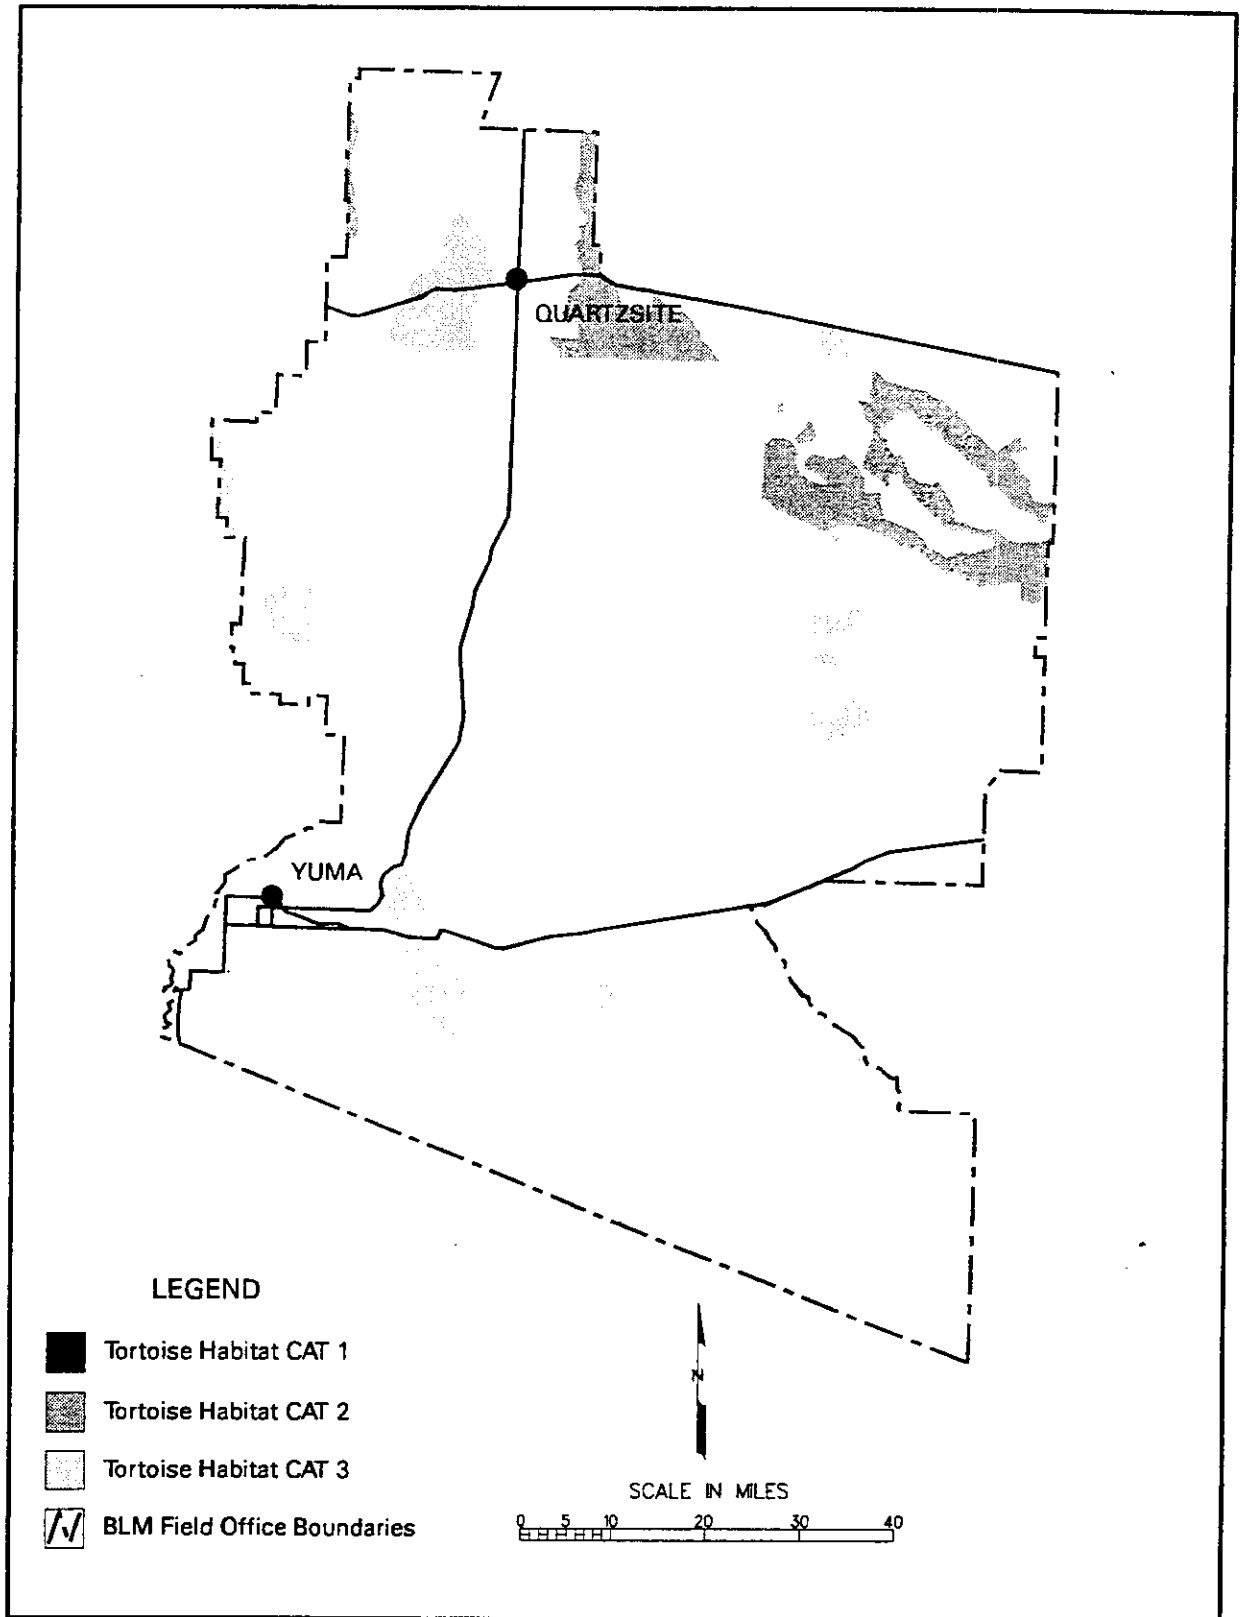 QUARTZSITE
YUMA
LEGEND
Tortoise Habitat CAT 1
Tortoise Habitat CAT 2
Tortoise Habitat CAT 3
BLM Field Office Boundaries
N
SCALE IN MILES
0 5 10 20 30 40